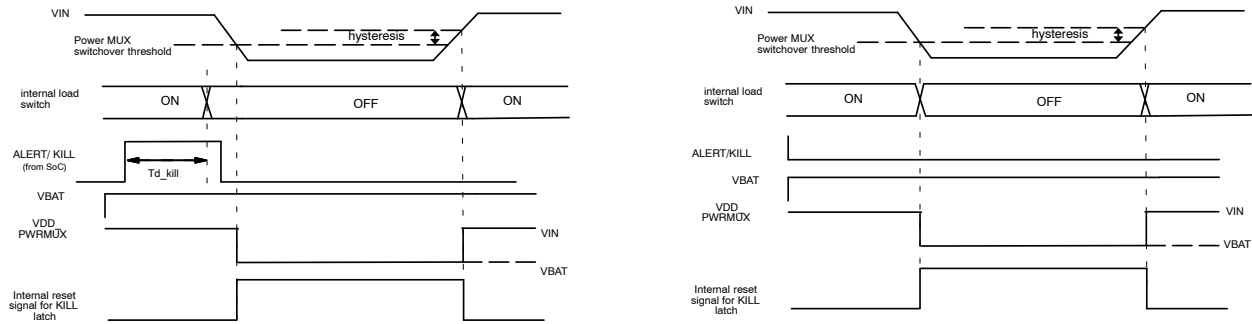 VIN
hysteresis
Power MUX
switchover threshold
internal load
switch
ON
OFF
ON
ALERT/ KILL
(from SoC)
Td_kill
VBAT
VDD_
PWRMUX
VIN
VBAT
Internal reset
signal for KILL
latch
VIN
hysteresis
Power MUX
switchover threshold
internal load
switch
ON
OFF
ON
ALERT/KILL
VBAT
VDD_
PWRMUX
VIN
VBAT
Internal reset
signal for KILL
latch